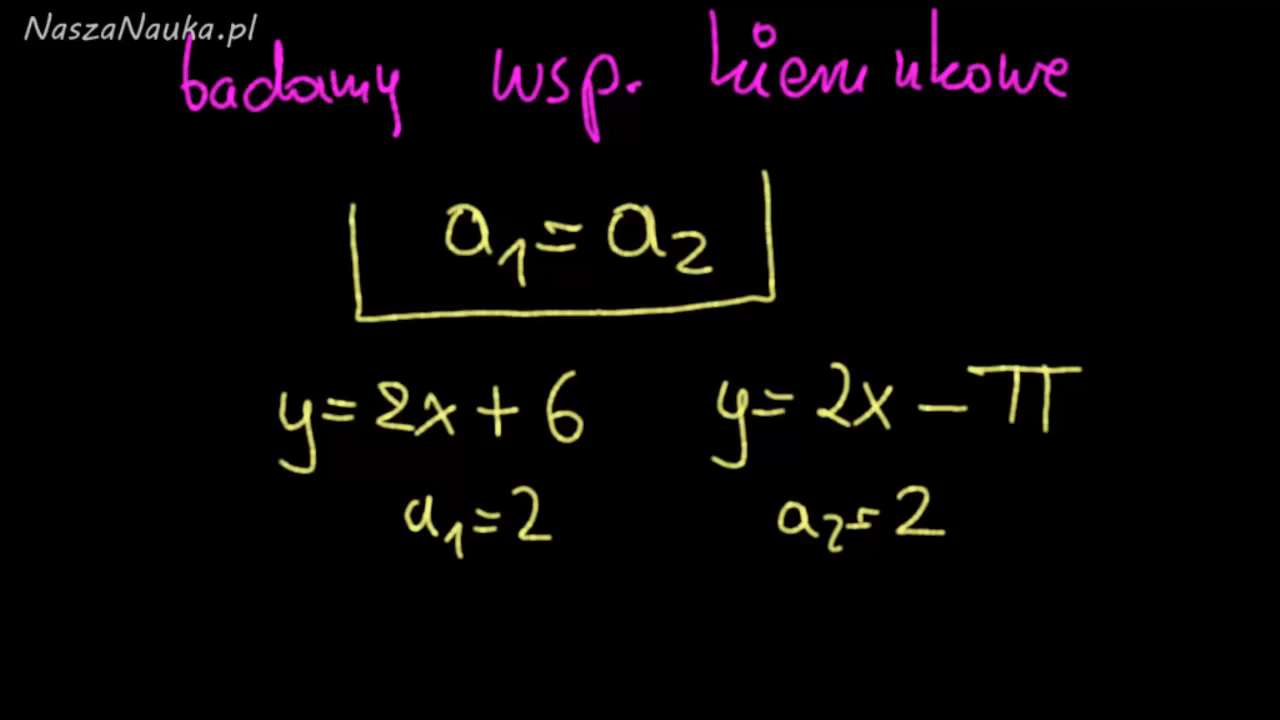 NaszaNauka.pl
badamy wsp. kierunkowe
a₁ = a₂
y = 2x + 6 y = 2x – π
a₁ = 2 a₂ = 2